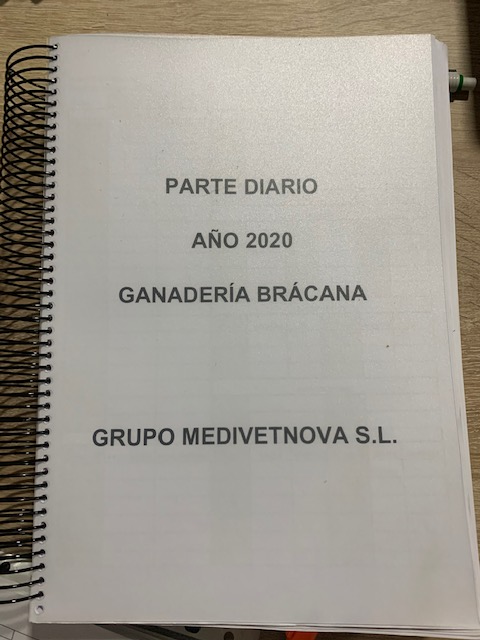 PARTE DIARIO
AÑO 2020
GANADERÍA BRÁCANA
GRUPO MEDIVETNOVA S.L.